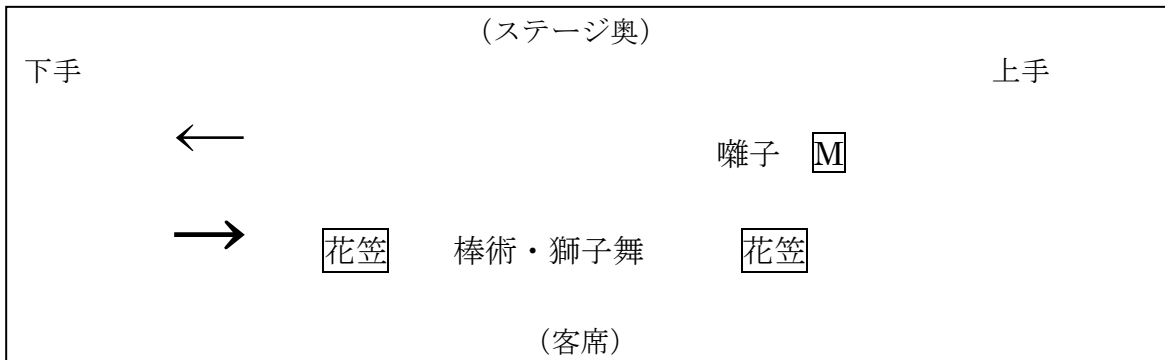 （ステージ奥）
下手 上手
← 囃子 M
→ 花笠 棒術・獅子舞 花笠
（客席）